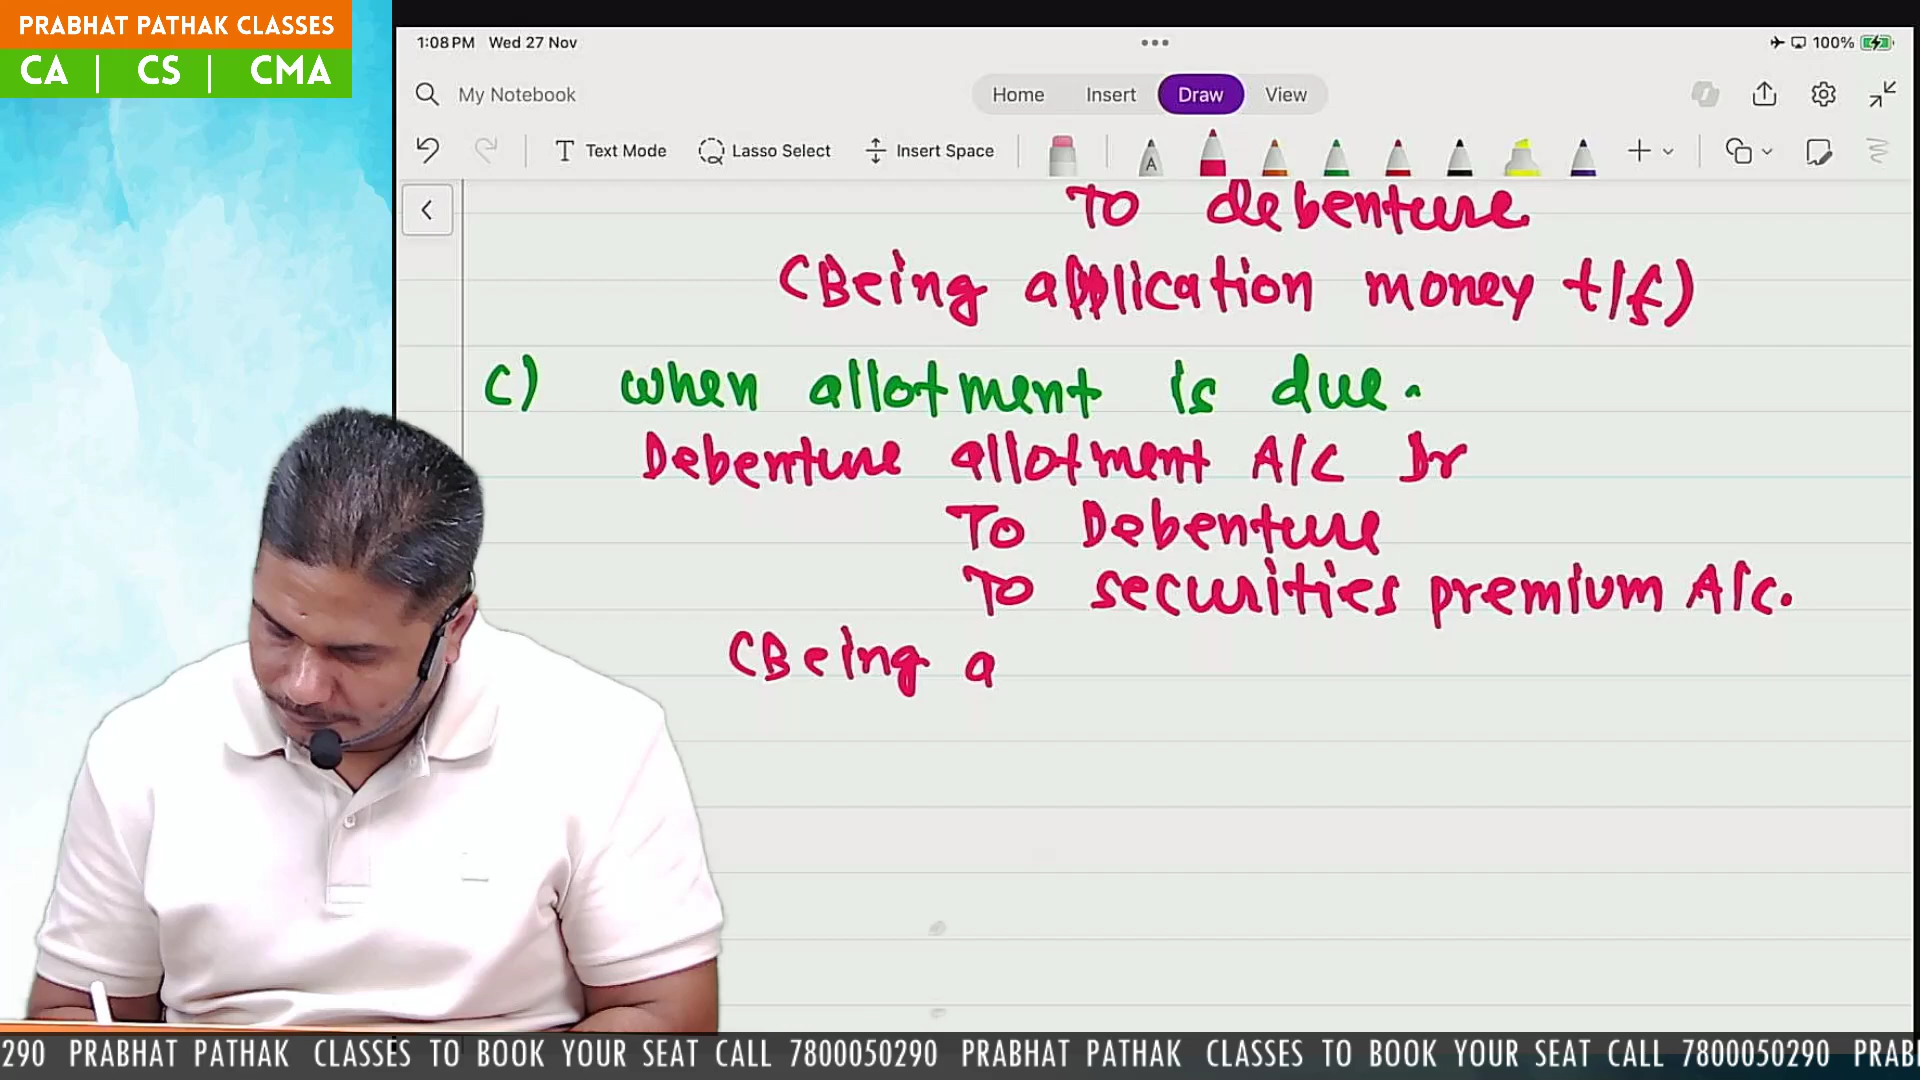 PRABHAT PATHAK CLASSES
CA | CS | CMA
1:08 PM Wed 27 Nov
100%
My Notebook
Home Insert Draw View
Text Mode Lasso Select Insert Space
A
To debenture
(Being application money t/f)
c) when allotment is due.
Debenture allotment A/c Dr
To Debenture
To securities premium A/c.
(Being a
290 PRABHAT PATHAK CLASSES TO BOOK YOUR SEAT CALL 7800050290 PRABHAT PATHAK CLASSES TO BOOK YOUR SEAT CALL 7800050290 PRAB